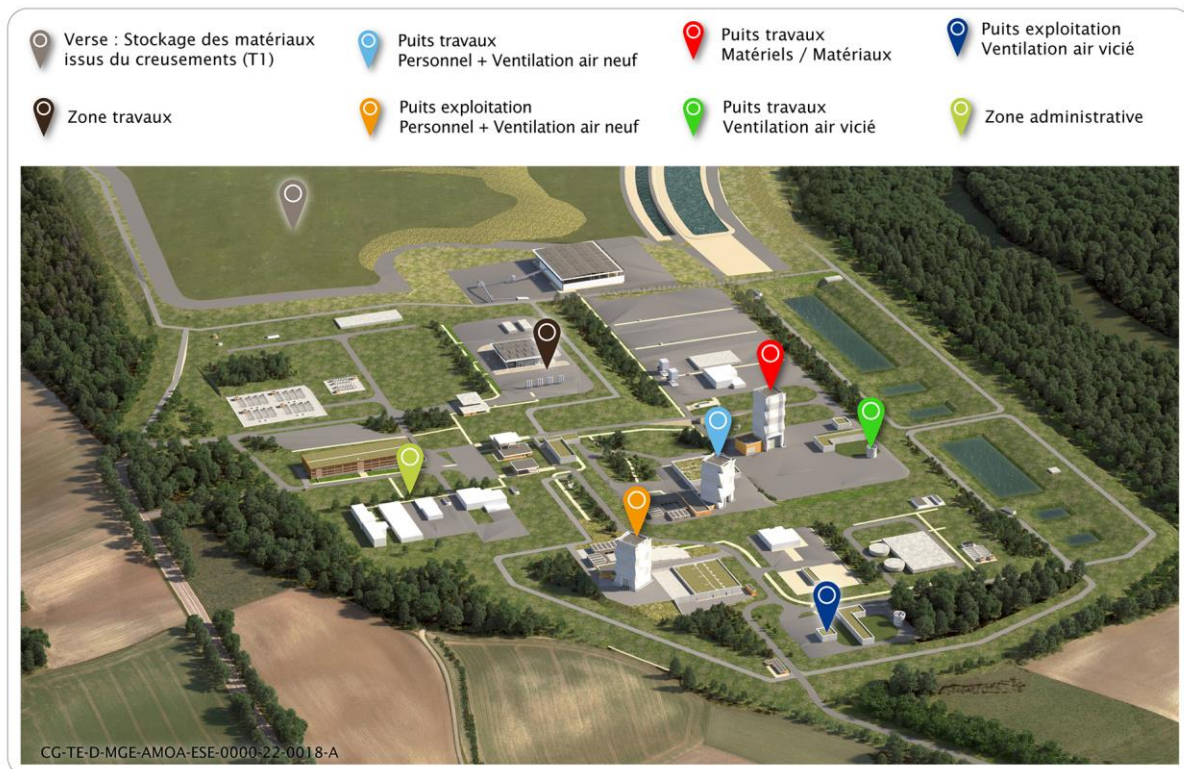 Verse : Stockage des matériaux
issus du creusements (T1)
Puits travaux
Personnel + Ventilation air neuf
Puits travaux
Matériels / Matériaux
Puits exploitation
Ventilation air vicié
Zone travaux
Puits exploitation
Personnel + Ventilation air neuf
Puits travaux
Ventilation air vicié
Zone administrative
CG-TE-D-MGE-AMOA-ESE-0000-22-0018-A